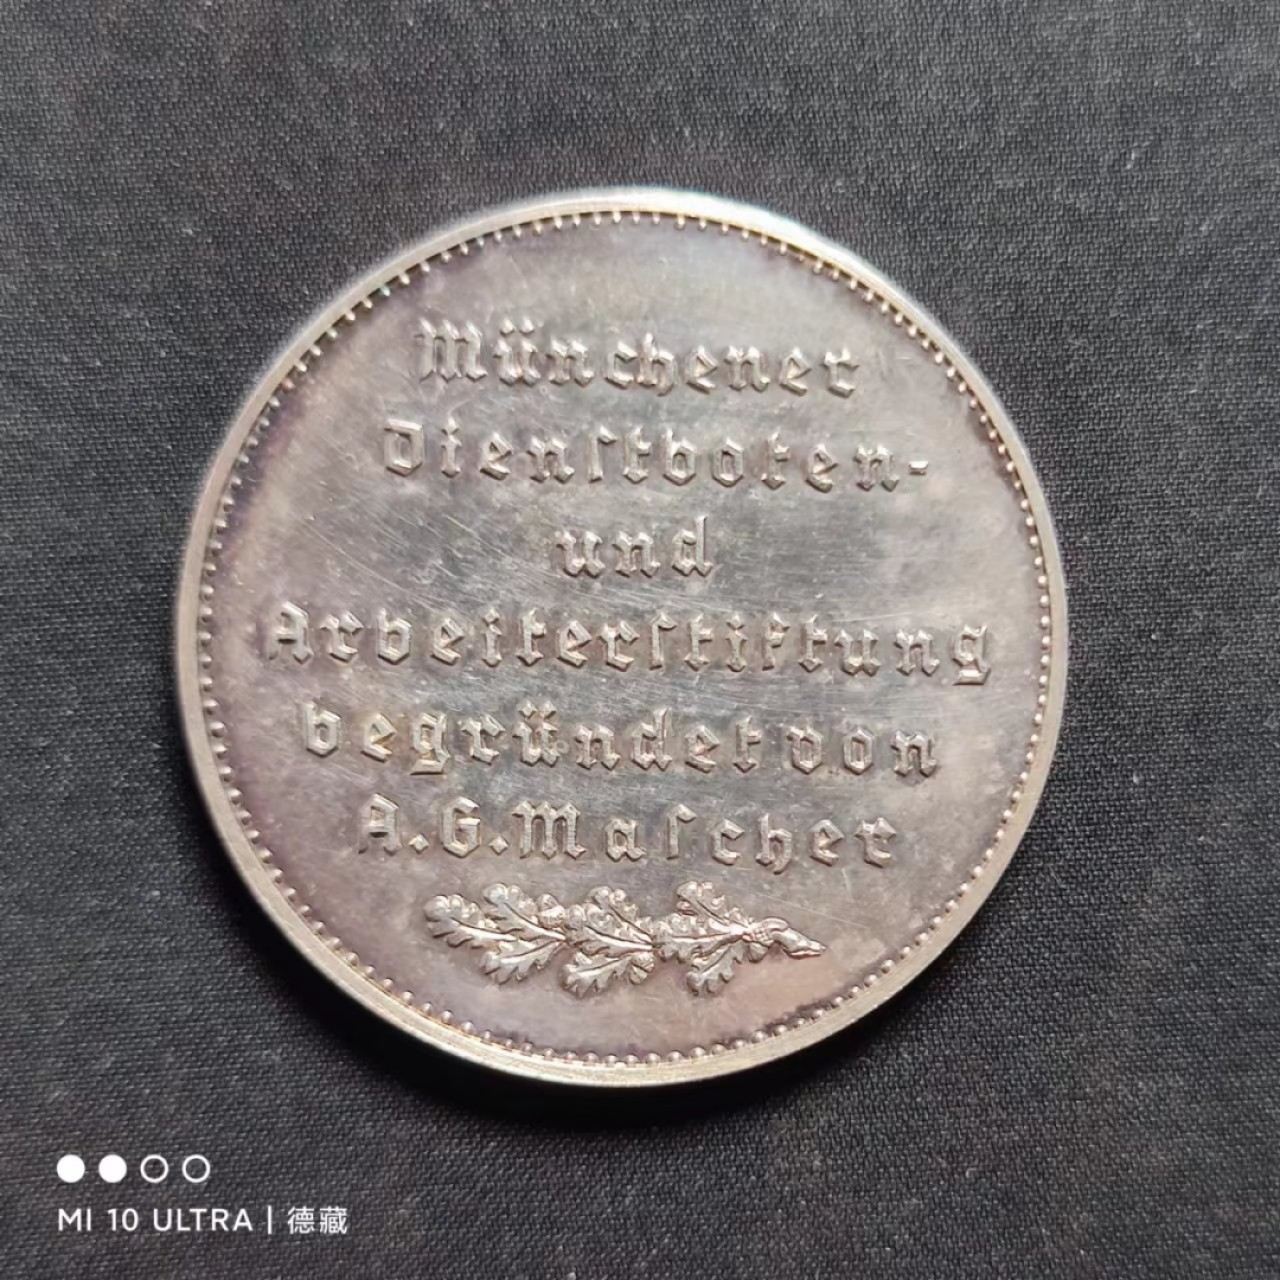 Münchener
Dienſtboten-
und
Arbeiterſtiftung
begründet von
A.G.Maſcher
MI 10 ULTRA | 德藏